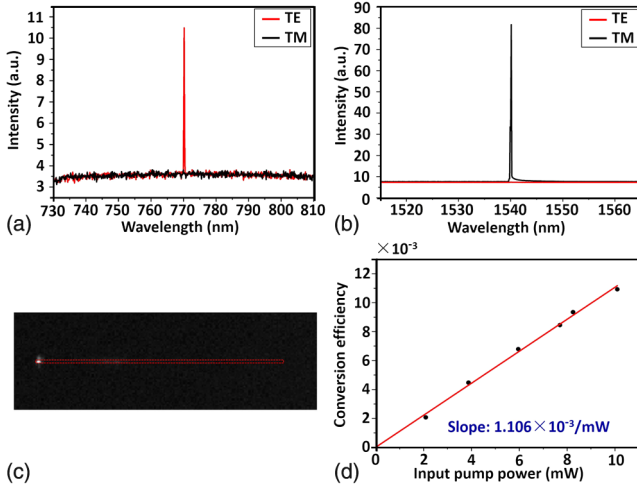 TE
TM
Intensity (a.u.)
11
10
9
8
7
6
5
4
3
730 740 750 760 770 780 790 800 810
Wavelength (nm)
(a)
TE
TM
Intensity (a.u.)
90
80
70
60
50
40
30
20
10
0
1520 1530 1540 1550 1560
Wavelength (nm)
(b)
(c)
×10⁻³
Conversion efficiency
12
10
8
6
4
2
0
0 2 4 6 8 10
Slope: 1.106×10⁻³/mW
Input pump power (mW)
(d)